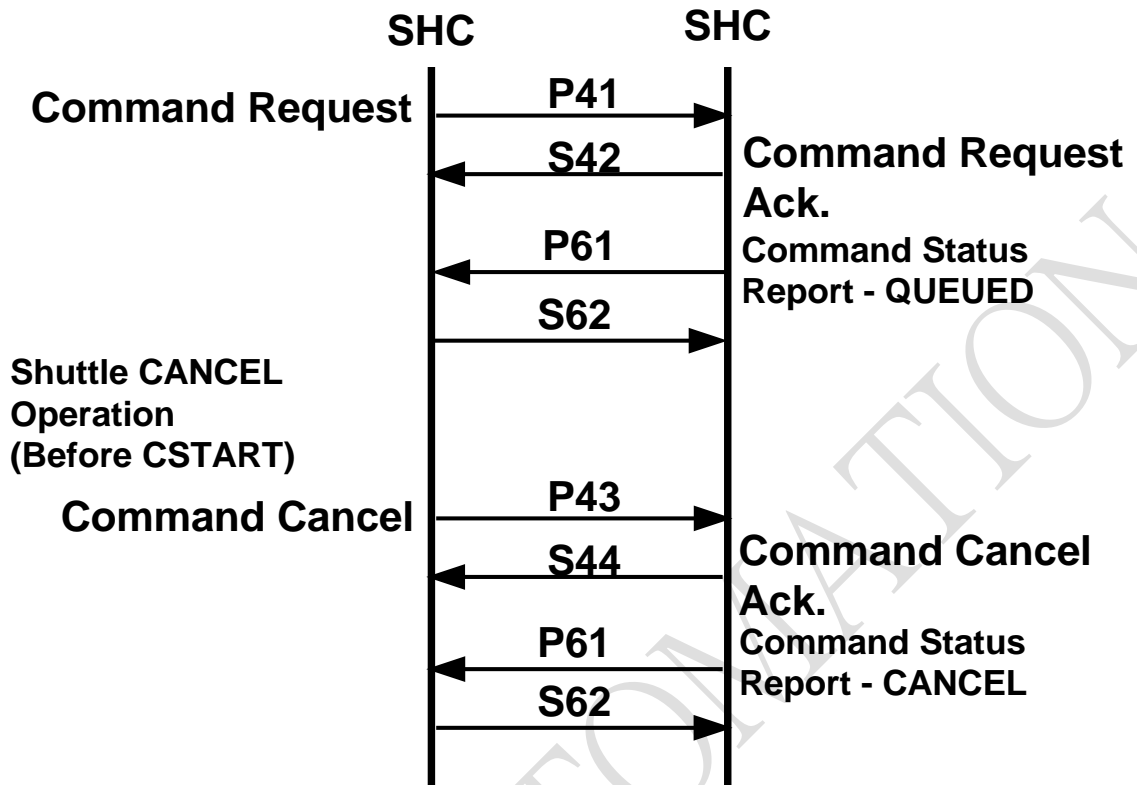 SHC
SHC
Command Request
P41
S42
Command Request
Ack.
P61
Command Status
Report - QUEUED
S62
Shuttle CANCEL
Operation
(Before CSTART)
Command Cancel
P43
S44
Command Cancel
Ack.
P61
Command Status
Report - CANCEL
S62
TOMATION